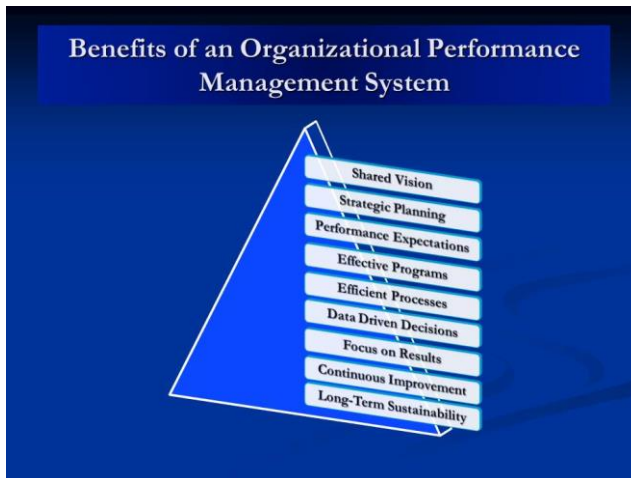 Benefits of an Organizational Performance
Management System
Shared Vision
Strategic Planning
Performance Expectations
Effective Programs
Efficient Processes
Data Driven Decisions
Focus on Results
Continuous Improvement
Long-Term Sustainability